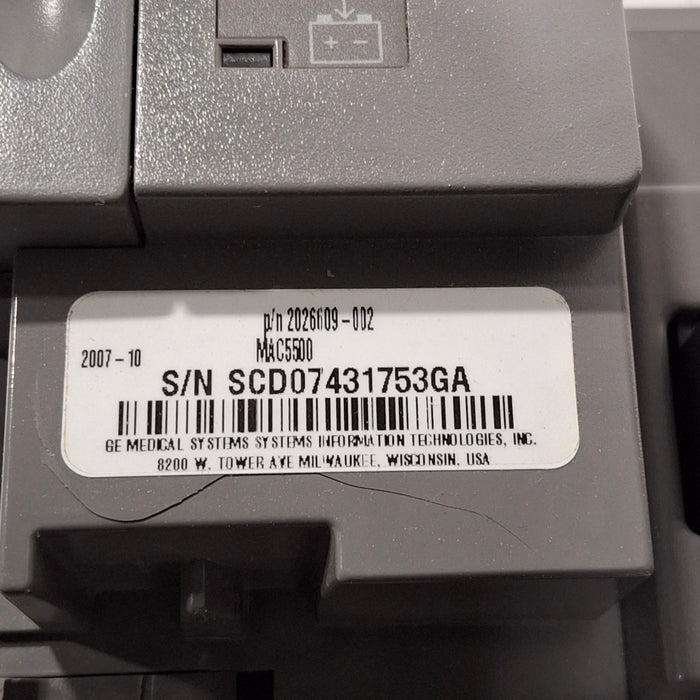 p/n 2026609-002
2007-10 MAC5500
S/N SCD07431753GA
GE MEDICAL SYSTEMS SYSTEMS INFORMATION TECHNOLOGIES, INC.
8200 W. TOWER AVE MILWAUKEE, WISCONSIN, USA